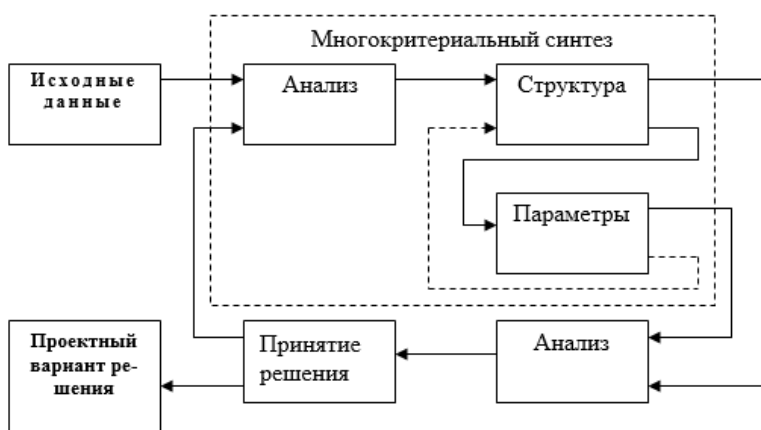 Многокритериальный синтез
Исходные
данные
Анализ
Структура
Параметры
Проектный
вариант ре-
шения
Принятие
решения
Анализ